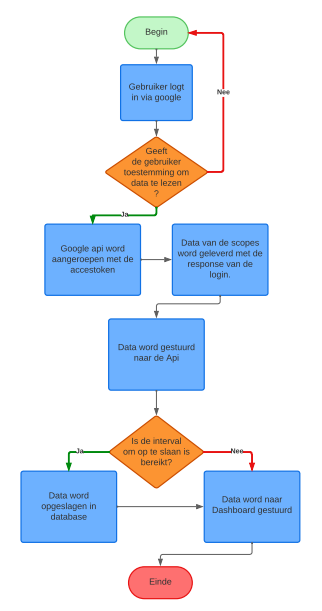 Begin
Gebruiker logt
in via google
Nee
Geeft
de gebruiker
toestemming om
data te lezen
?
Ja
Google api word
aangeroepen met de
accestoken
Data van de scopes
word geleverd met de
response van de
login.
Data word gestuurd
naar de Api
Is de interval
om op te slaan is
bereikt?
Ja
Nee
Data word
opgeslagen in
database
Data word naar
Dashboard gestuurd
Einde